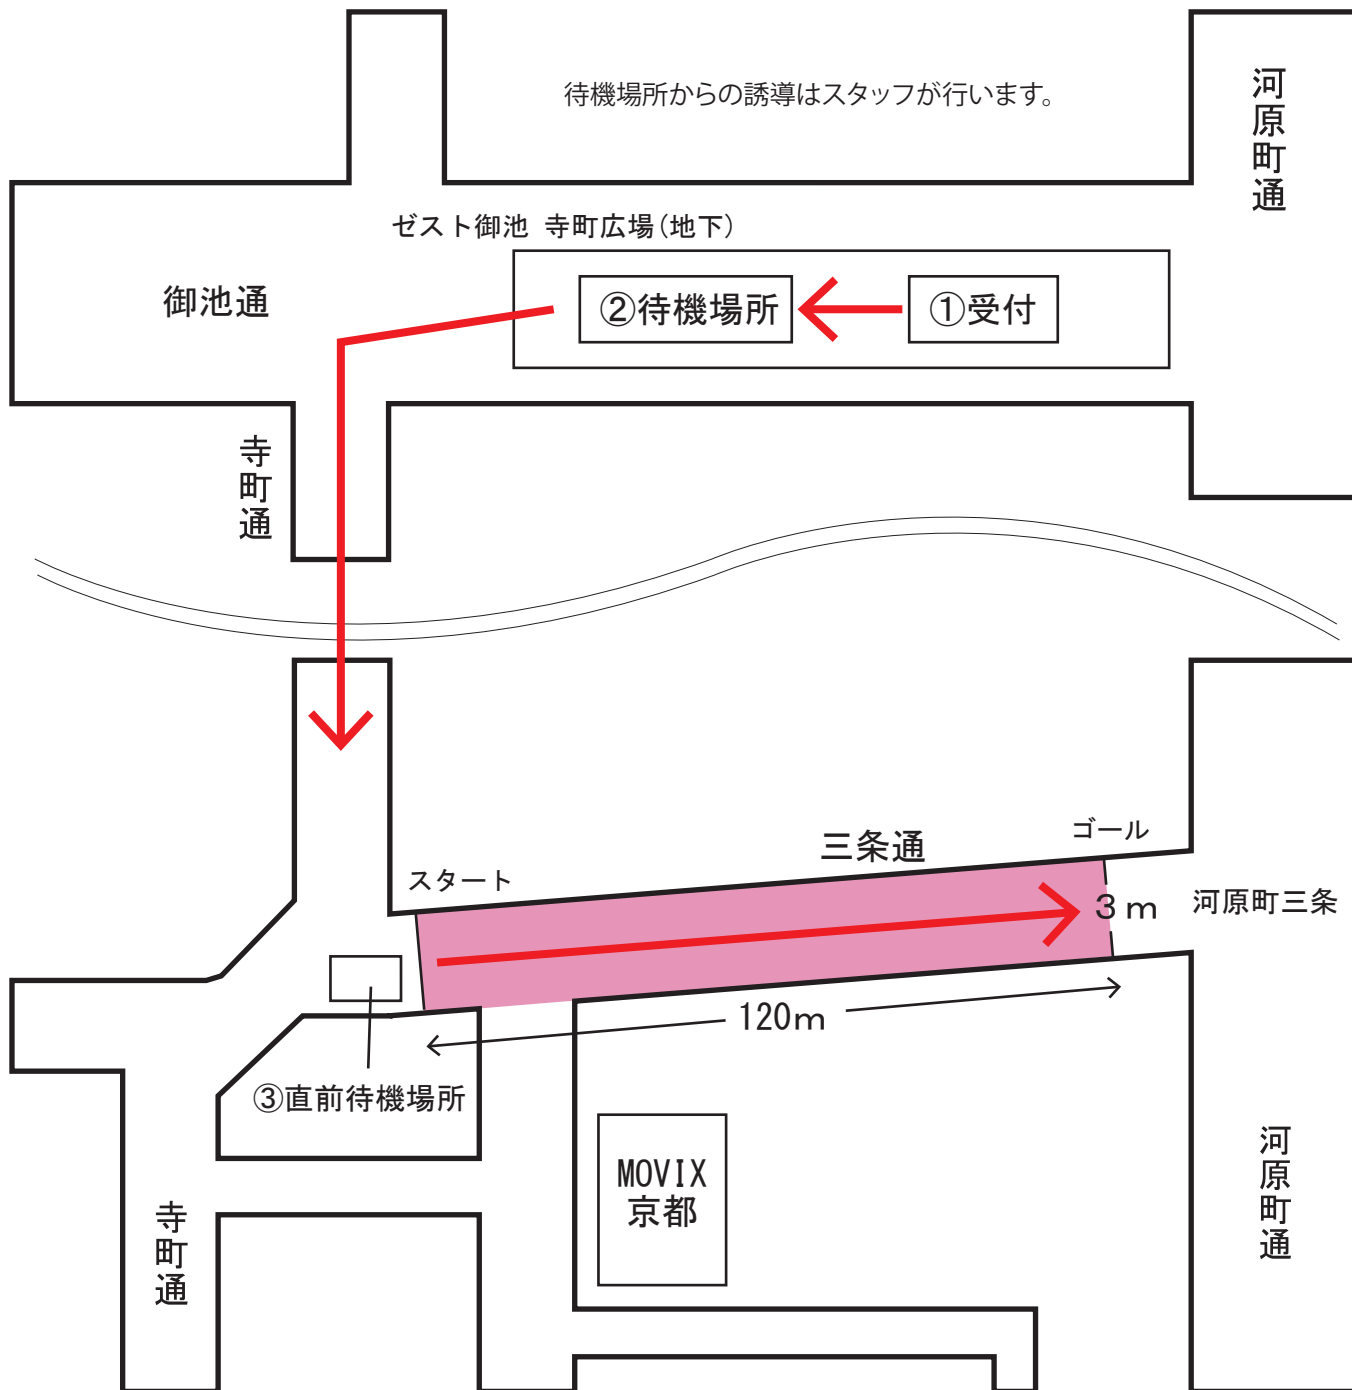 待機場所からの誘導はスタッフが行います。
河原町通
ゼスト御池 寺町広場(地下)
御池通
②待機場所
①受付
寺町通
三条通
ゴール
スタート
3m
河原町三条
120m
③直前待機場所
MOVIX
京都
河原町通
寺町通